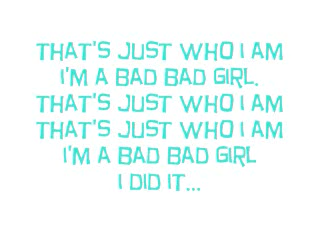 THAT'S JUST WHO I AM
I'M A BAD BAD GIRL.
THAT'S JUST WHO I AM
THAT'S JUST WHO I AM
I'M A BAD BAD GIRL
I DID IT...